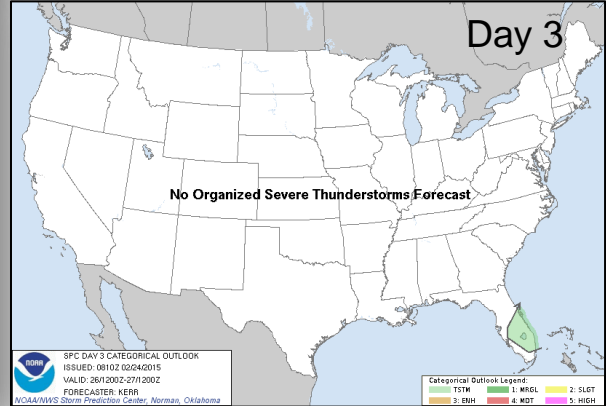 Day 3
No Organized Severe Thunderstorms Forecast
NOAA
SPC DAY 3 CATEGORICAL OUTLOOK
ISSUED: 0810Z 02/24/2015
VALID: 26/1200Z-27/1200Z
FORECASTER: KERR
NOAA/NWS Storm Prediction Center, Norman, Oklahoma
Categorical Outlook Legend:
TSTM 1: MRGL 2: SLGT
3: ENH 4: MDT 5: HIGH